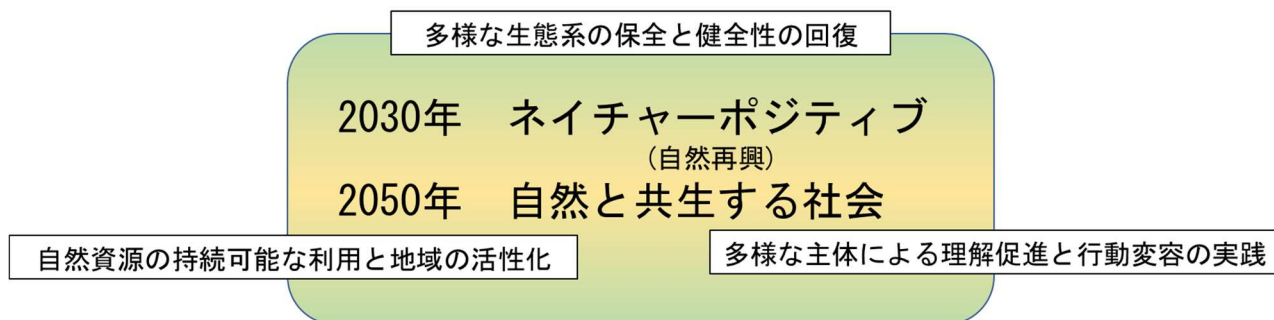 多様な生態系の保全と健全性の回復
2030年　ネイチャーポジティブ
(自然再興)
2050年　自然と共生する社会
自然資源の持続可能な利用と地域の活性化
多様な主体による理解促進と行動変容の実践